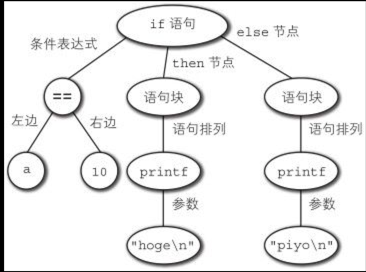 if 语句
条件表达式
then 节点
else 节点
==
语句块
语句块
左边
右边
语句排列
语句排列
a
10
printf
printf
参数
参数
"hoge\n"
"piyo\n"